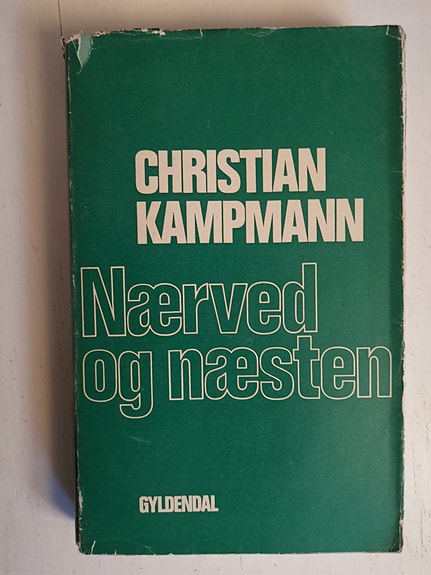 CHRISTIAN
KAMPMANN
Nærved
og næsten
GYLDENDAL